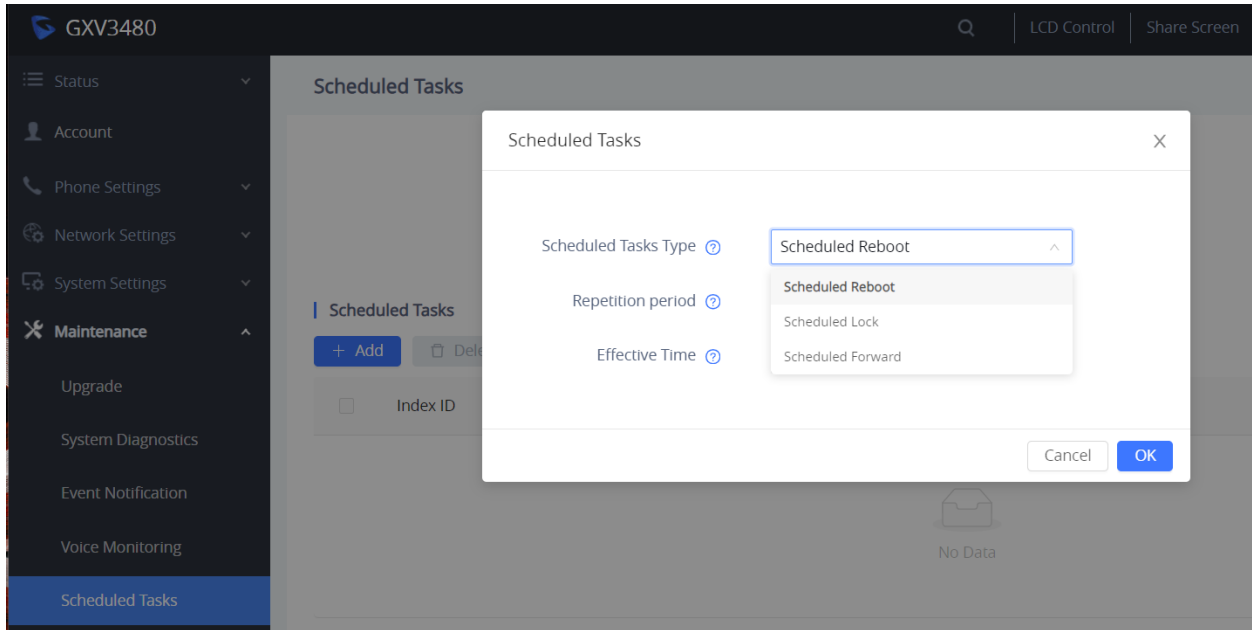 GXV3480
LCD Control
Share Screen
Status
Account
Phone Settings
Network Settings
System Settings
Maintenance
Upgrade
System Diagnostics
Event Notification
Voice Monitoring
Scheduled Tasks
Scheduled Tasks
Scheduled Tasks
+ Add
Dele
Index ID
No Data
Scheduled Tasks
X
Scheduled Tasks Type ?
Scheduled Reboot
Scheduled Reboot
Scheduled Lock
Scheduled Forward
Repetition period ?
Effective Time ?
Cancel
OK